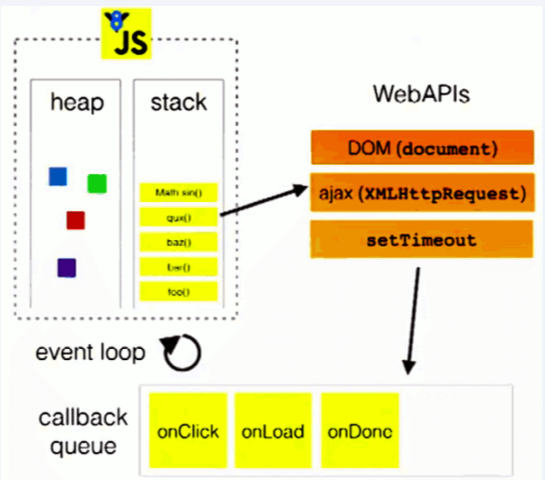 JS
heap
stack
WebAPIs
Math sin()
qux()
baz()
bar()
foo()
DOM (document)
ajax (XMLHttpRequest)
setTimeout
event loop
callback
queue
onClick
onLoad
onDone